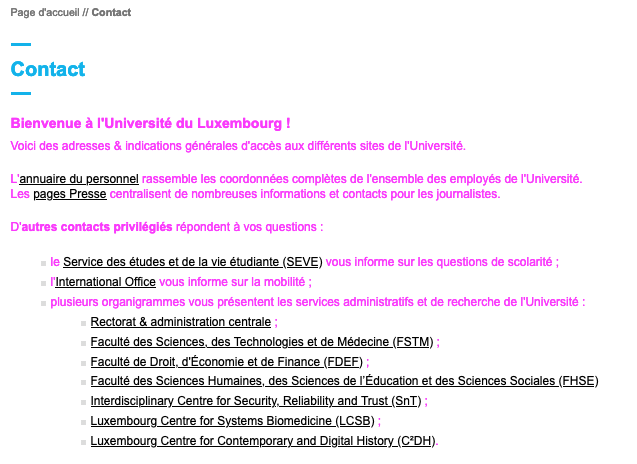 Page d'accueil // Contact
Contact
Bienvenue à l'Université du Luxembourg !
Voici des adresses & indications générales d'accès aux différents sites de l'Université.
L'annuaire du personnel rassemble les coordonnées complètes de l'ensemble des employés de l'Université.
Les pages Presse centralisent de nombreuses informations et contacts pour les journalistes.
D'autres contacts privilégiés répondent à vos questions :
le Service des études et de la vie étudiante (SEVE) vous informe sur les questions de scolarité ;
l'International Office vous informe sur la mobilité ;
plusieurs organigrammes vous présentent les services administratifs et de recherche de l'Université :
Rectorat & administration centrale ;
Faculté des Sciences, des Technologies et de Médecine (FSTM) ;
Faculté de Droit, d'Économie et de Finance (FDEF) ;
Faculté des Sciences Humaines, des Sciences de l'Éducation et des Sciences Sociales (FHSE)
Interdisciplinary Centre for Security, Reliability and Trust (SnT) ;
Luxembourg Centre for Systems Biomedicine (LCSB) ;
Luxembourg Centre for Contemporary and Digital History (C²DH).